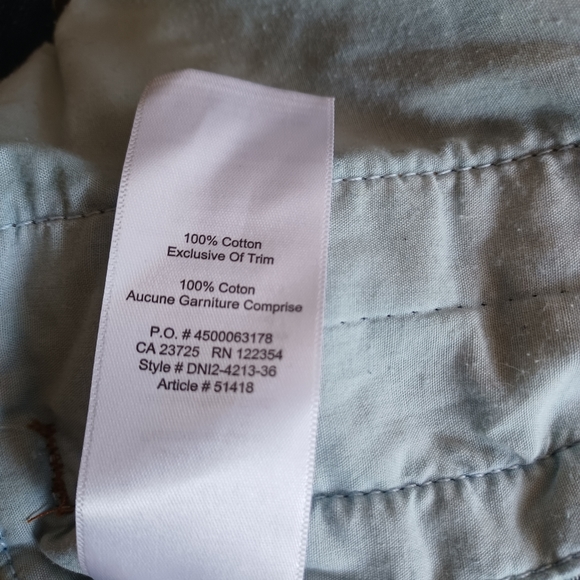 100% Cotton
Exclusive Of Trim
100% Coton
Aucune Garniture Comprise
P.O. # 4500063178
CA 23725 RN 122354
Style # DNI2-4213-36
Article # 51418